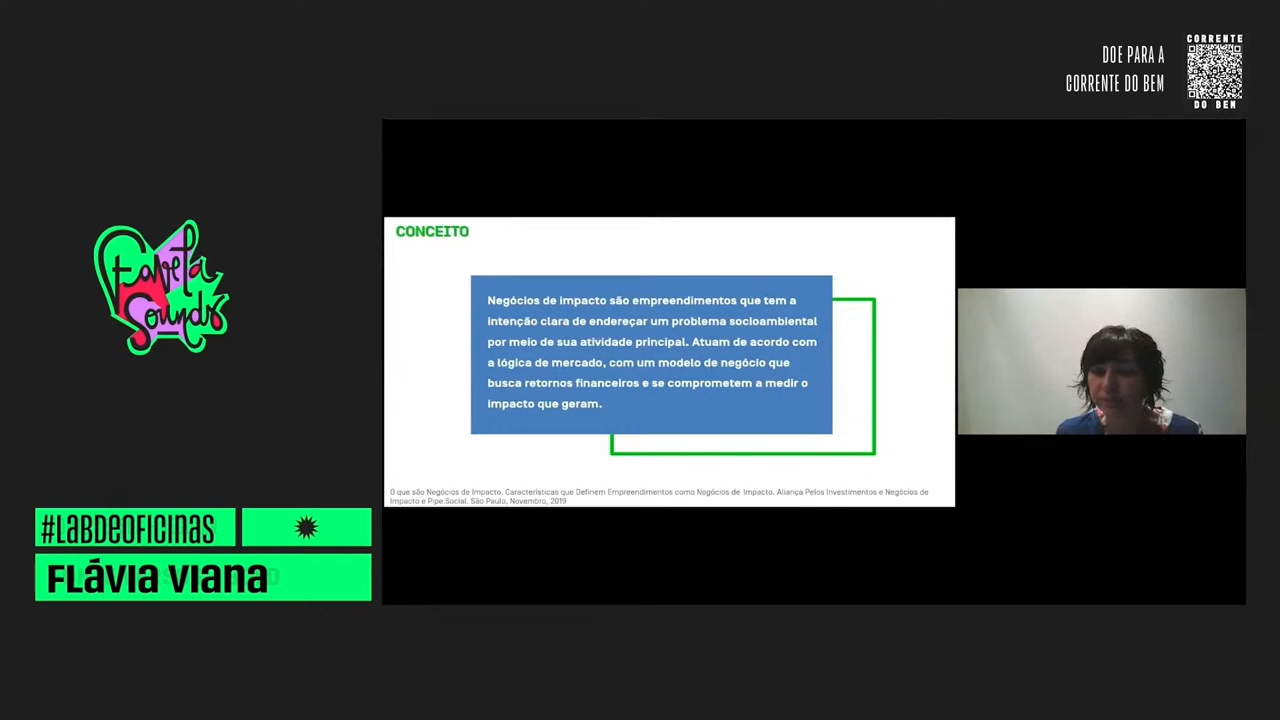 DOE PARA A
CORRENTE DO BEM
CORRENTE
DO BEM
Favela
Sounds
CONCEITO
Negócios de impacto são empreendimentos que tem a
intenção clara de endereçar um problema socioambiental
por meio de sua atividade principal. Atuam de acordo com
a lógica de mercado, com um modelo de negócio que
busca retornos financeiros e se comprometem a medir o
impacto que geram.
O que são Negócios de Impacto, Características que Definem Empreendimentos como Negócios de Impacto. Aliança Pelos Investimentos e Negócios de
Impacto e Pipe.Social. São Paulo, Novembro, 2019
#LABDEOFICINAS
FLÁVIA VIANA